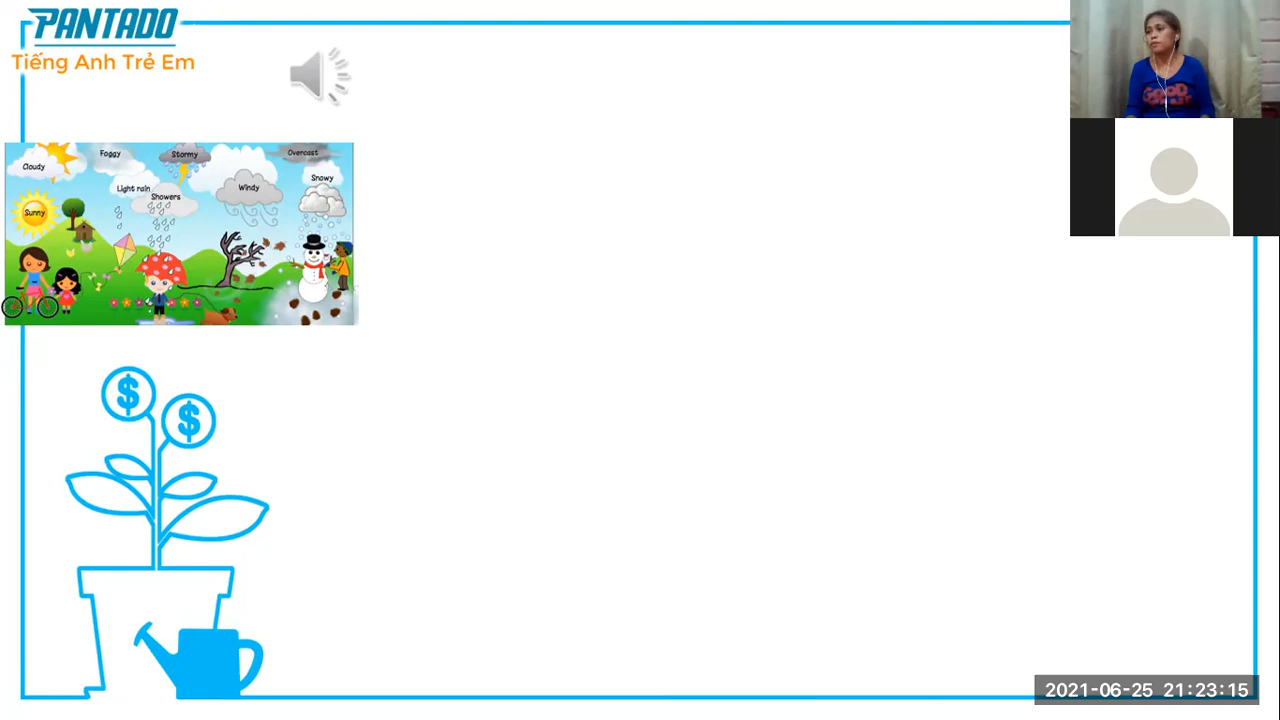 PANTADO
Tiếng Anh Trẻ Em
GOOD
Cloudy
Foggy
Stormy
Overcast
Light rain
Showers
Windy
Snowy
Sunny
$
$
2021-06-25 21:23:15